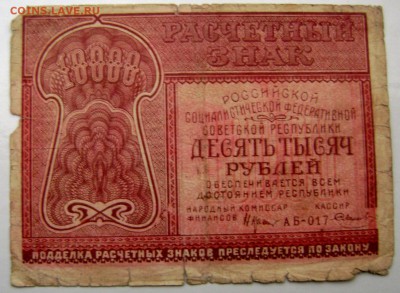 COINS.LAVE.RU
10000
РАСЧЕТНЫЙ
ЗНАК
РОССИЙСКОЙ
СОЦИАЛИСТИЧЕСКОЙ ФЕДЕРАТИВНОЙ
СОВЕТСКОЙ РЕСПУБЛИКИ
ДЕСЯТЬ ТЫСЯЧ
РУБЛЕЙ
ОБЕСПЕЧИВАЕТСЯ ВСЕМ
ДОСТОЯНИЕМ РЕСПУБЛИКИ
НАРОДНЫЙ КОМИССАР КАССИР
ФИНАНСОВ АБ-017
ПОДДЕЛКА РАСЧЕТНЫХ ЗНАКОВ ПРЕСЛЕДУЕТСЯ ПО ЗАКОНУ